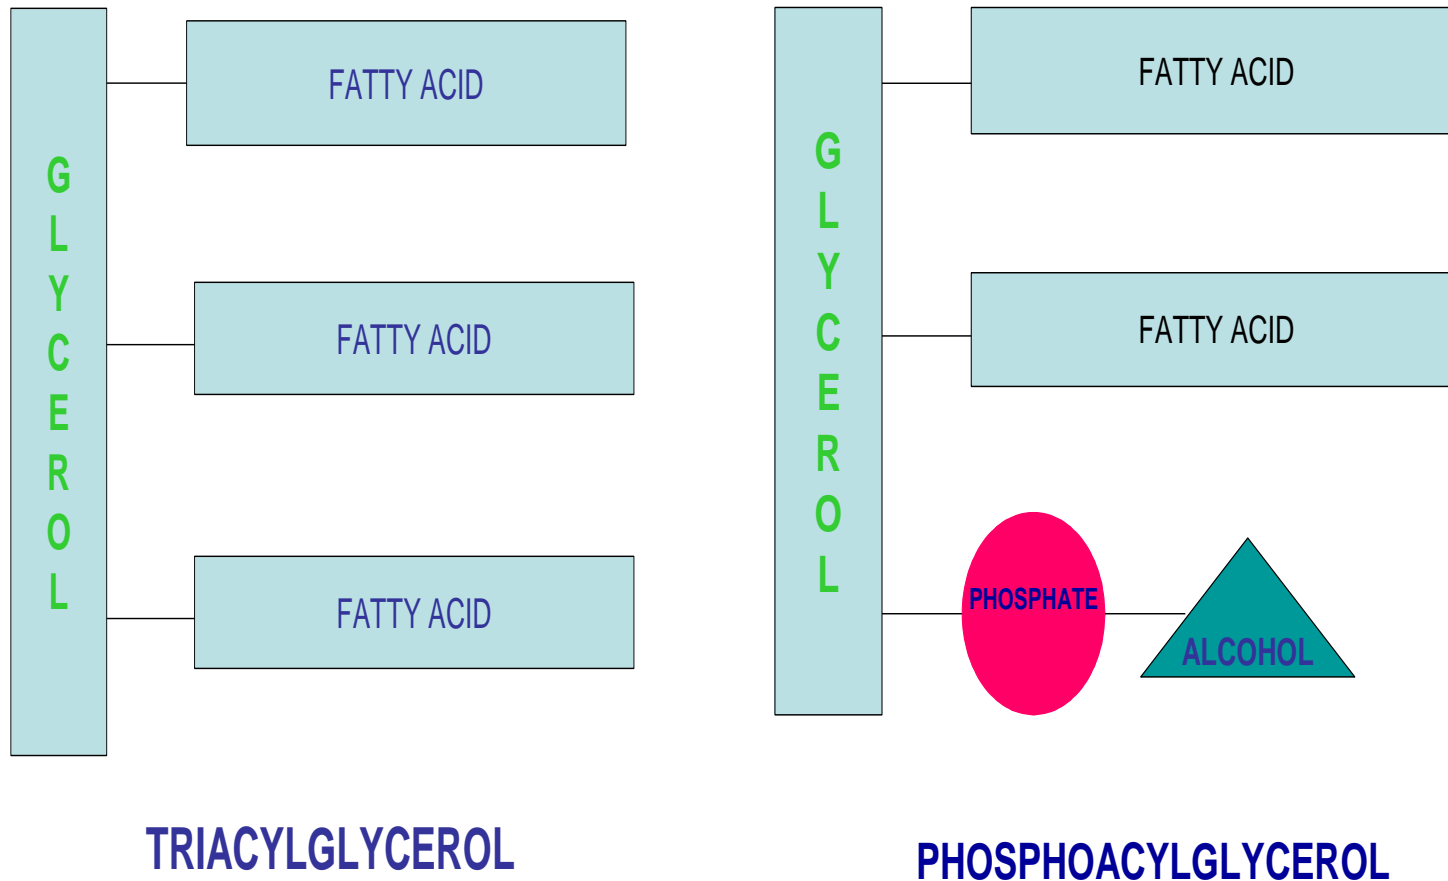 GLYCEROL
FATTY ACID
FATTY ACID
FATTY ACID
TRIACYLGLYCEROL
GLYCEROL
FATTY ACID
FATTY ACID
PHOSPHATE
ALCOHOL
PHOSPHOACYLGLYCEROL